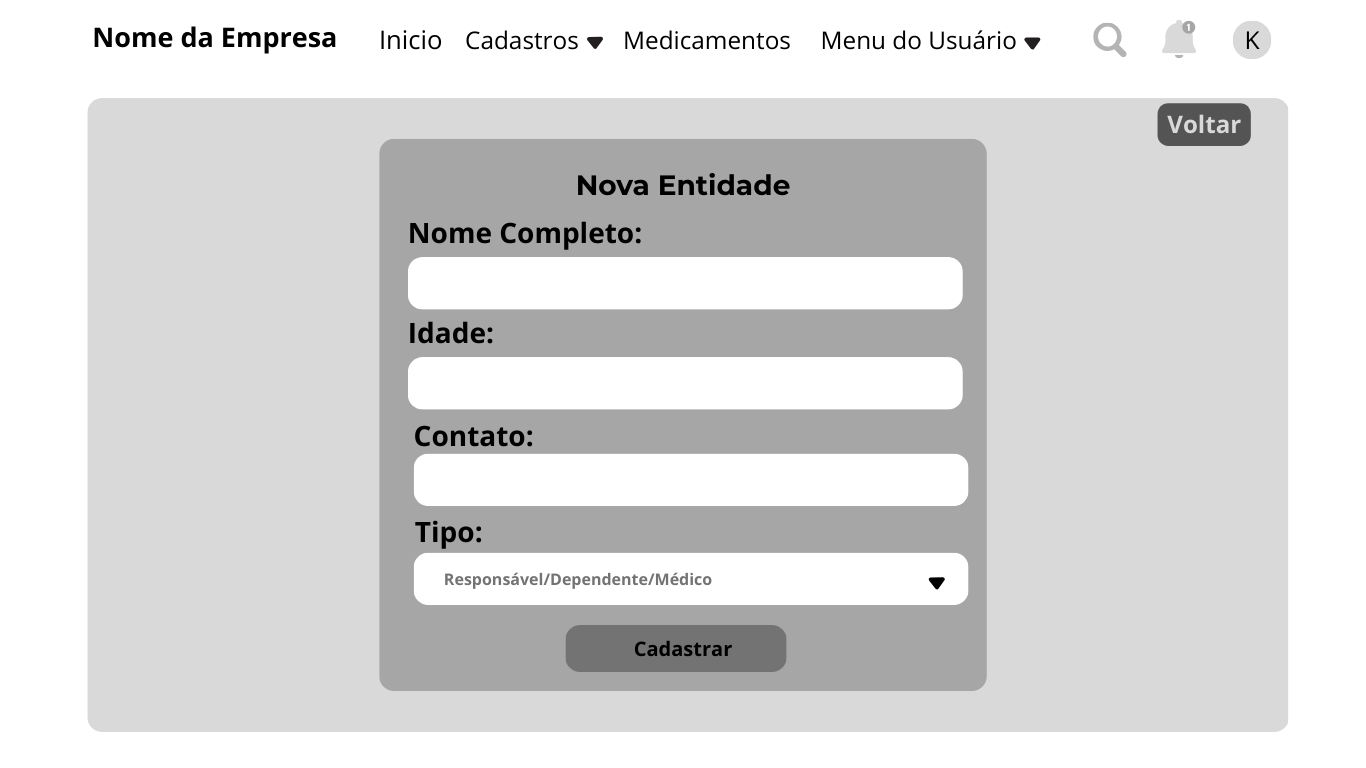 Nome da Empresa Inicio Cadastros Medicamentos Menu do Usuário 1 K
Voltar
Nova Entidade
Nome Completo:
Idade:
Contato:
Tipo:
Responsável/Dependente/Médico
Cadastrar